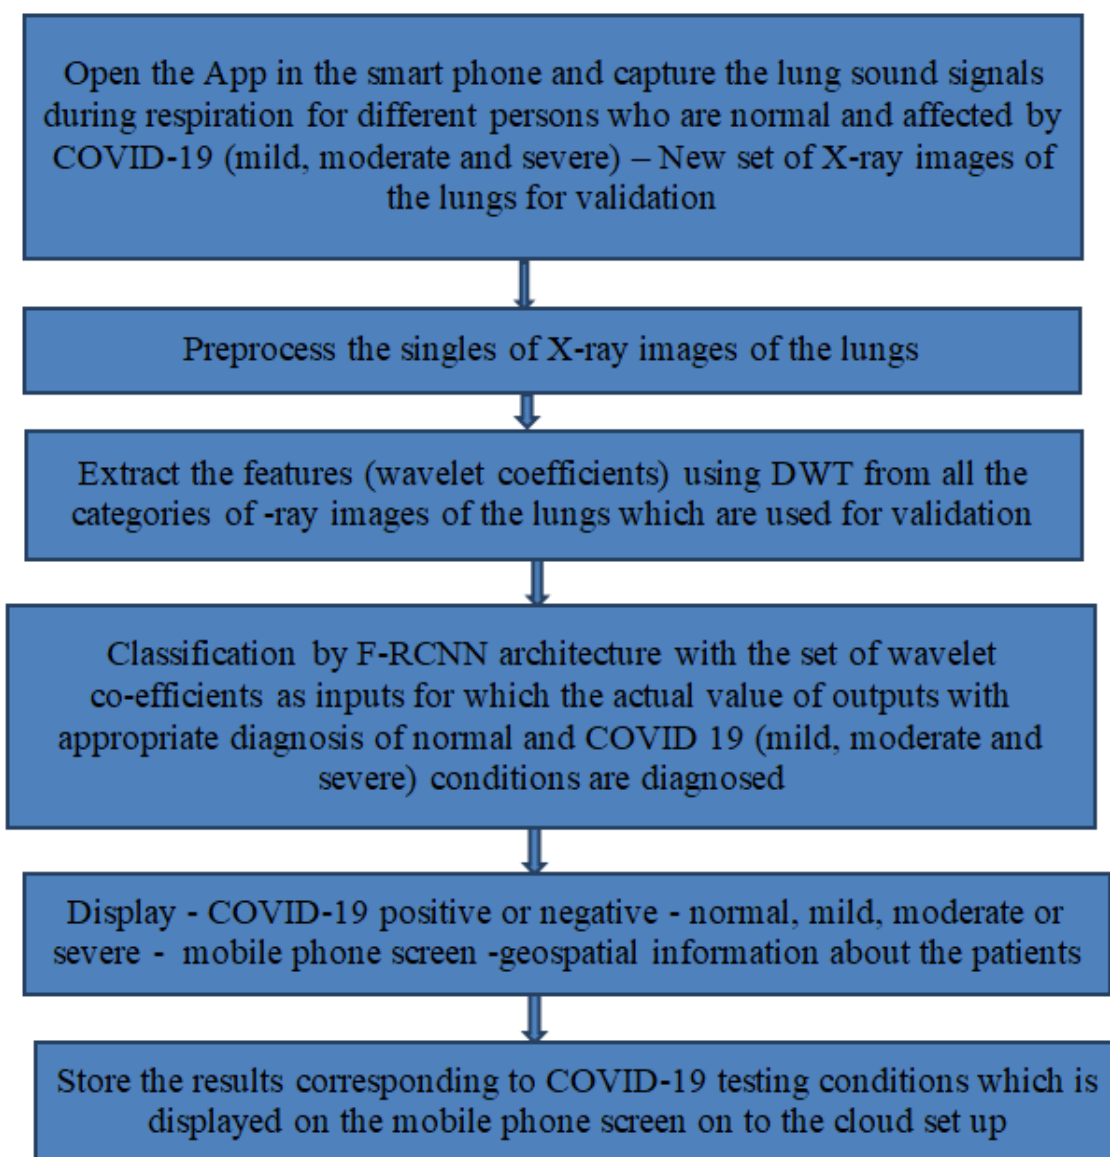 Open the App in the smart phone and capture the lung sound signals
during respiration for different persons who are normal and affected by
COVID-19 (mild, moderate and severe) – New set of X-ray images of
the lungs for validation
Preprocess the singles of X-ray images of the lungs
Extract the features (wavelet coefficients) using DWT from all the
categories of -ray images of the lungs which are used for validation
Classification by F-RCNN architecture with the set of wavelet
co-efficients as inputs for which the actual value of outputs with
appropriate diagnosis of normal and COVID 19 (mild, moderate and
severe) conditions are diagnosed
Display - COVID-19 positive or negative - normal, mild, moderate or
severe - mobile phone screen -geospatial information about the patients
Store the results corresponding to COVID-19 testing conditions which is
displayed on the mobile phone screen on to the cloud set up